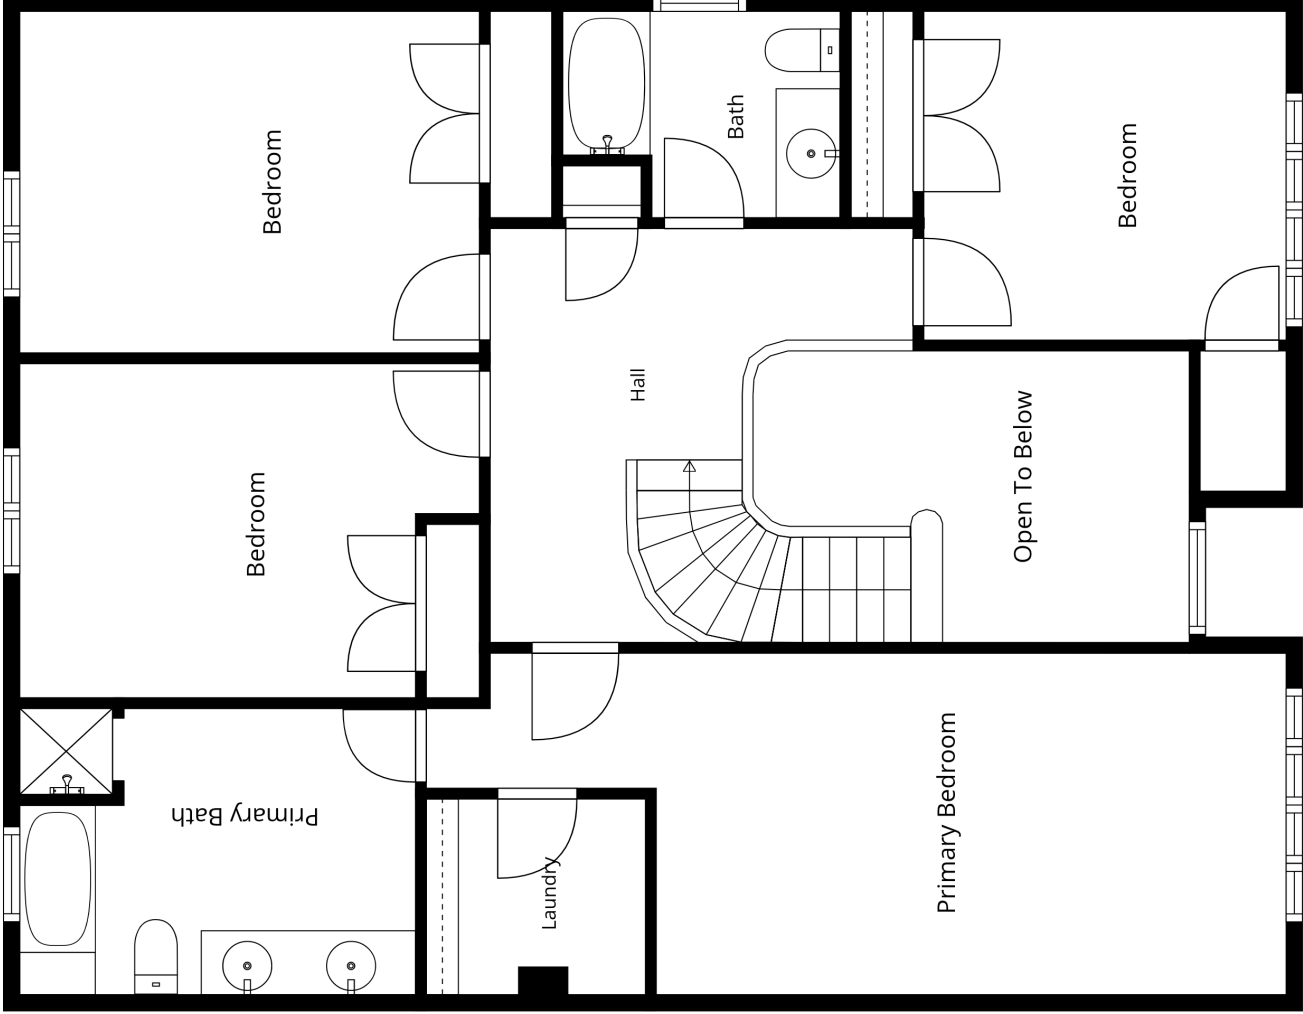 Bedroom
Bath
Bedroom
Hall
Open To Below
Bedroom
Primary Bath
Laundry
Primary Bedroom